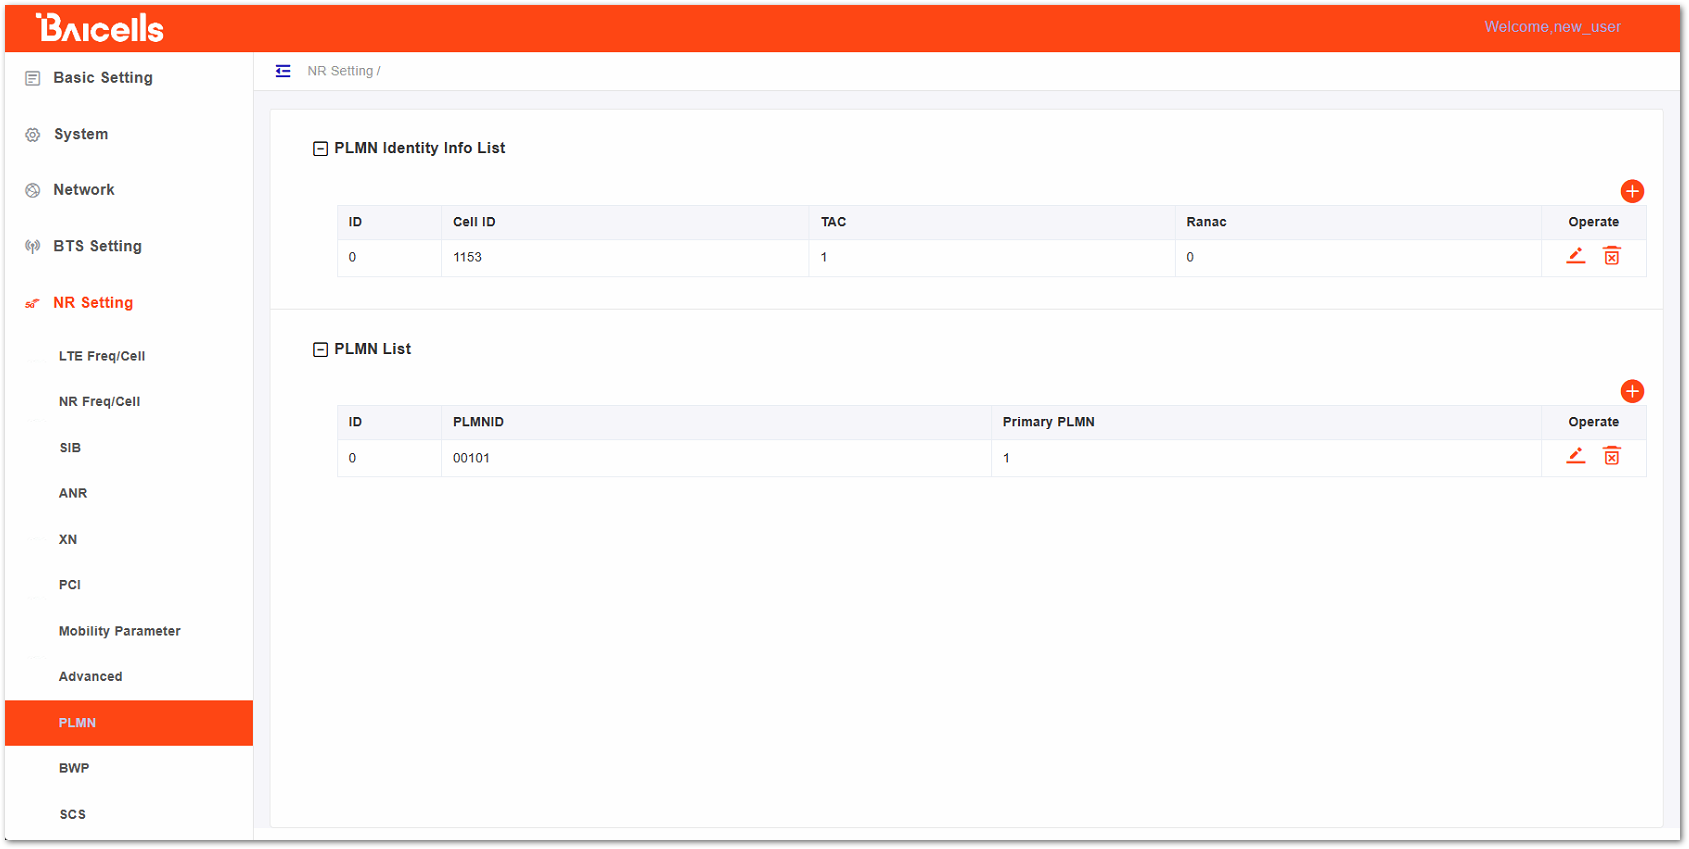 BAicells
Welcome,new_user
Basic Setting
System
Network
BTS Setting
5G
NR Setting
LTE Freq/Cell
NR Freq/Cell
SIB
ANR
XN
PCI
Mobility Parameter
Advanced
PLMN
BWP
SCS
NR Setting /
PLMN Identity Info List
ID Cell ID TAC Ranac Operate
0 1153 1 0
PLMN List
ID PLMNID Primary PLMN Operate
0 00101 1